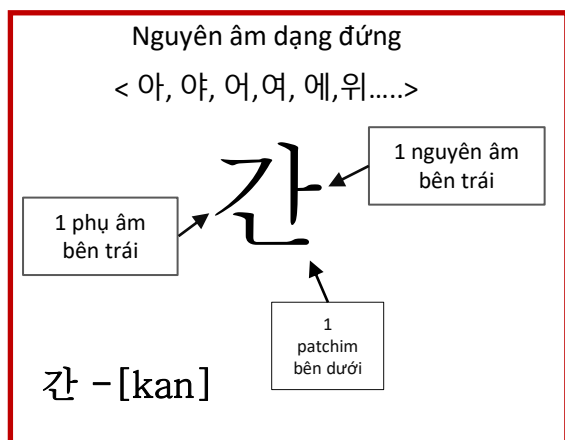 Nguyên âm dạng đứng
< 아, 야, 어,여, 에,위.....>
간
1 nguyên âm
bên trái
1 phụ âm
bên trái
1
patchim
bên dưới
간 -[kan]